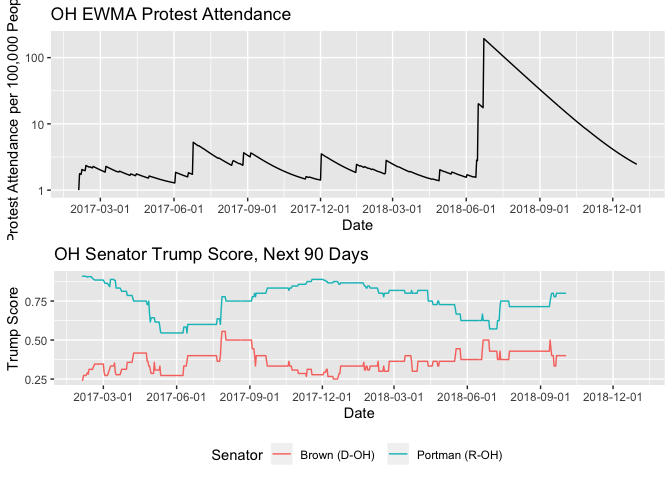 OH EWMA Protest Attendance
Protest Attendance per 100,000 Peop
100
10
1
2017-03-01 2017-06-01 2017-09-01 2017-12-01 2018-03-01 2018-06-01 2018-09-01 2018-12-01
Date
OH Senator Trump Score, Next 90 Days
Trump Score
0.75
0.50
0.25
2017-03-01 2017-06-01 2017-09-01 2017-12-01 2018-03-01 2018-06-01 2018-09-01 2018-12-01
Date
Senator Brown (D-OH) Portman (R-OH)